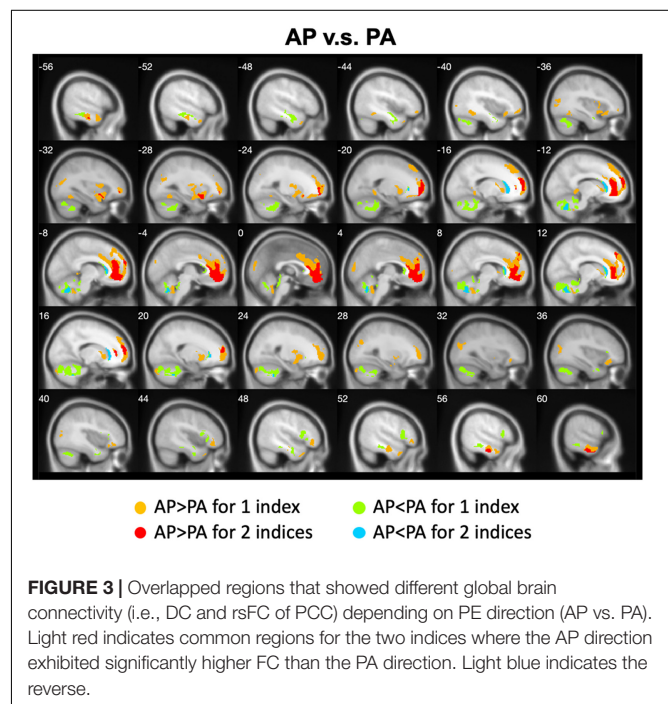 AP v.s. PA
-56 -52 -48 -44 -40 -36
-32 -28 -24 -20 -16 -12
-8 -4 0 4 8 12
16 20 24 28 32 36
40 44 48 52 56 60
AP>PA for 1 index AP<PA for 1 index
AP>PA for 2 indices AP<PA for 2 indices
FIGURE 3 | Overlapped regions that showed different global brain
connectivity (i.e., DC and rsFC of PCC) depending on PE direction (AP vs. PA).
Light red indicates common regions for the two indices where the AP direction
exhibited significantly higher FC than the PA direction. Light blue indicates the
reverse.